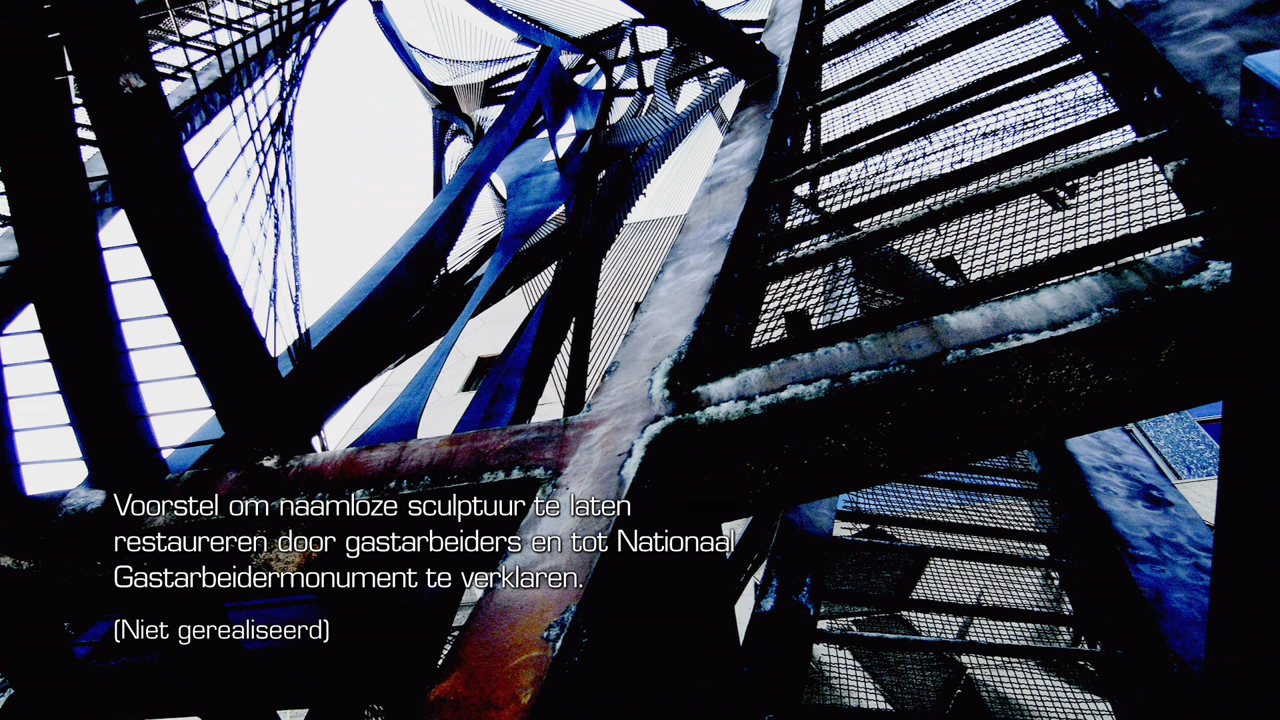 Voorstel om naamloze sculptuur te laten
restaureren door gastarbeiders en tot Nationaal
Gastarbeidermonument te verklaren.
(Niet gerealiseerd)